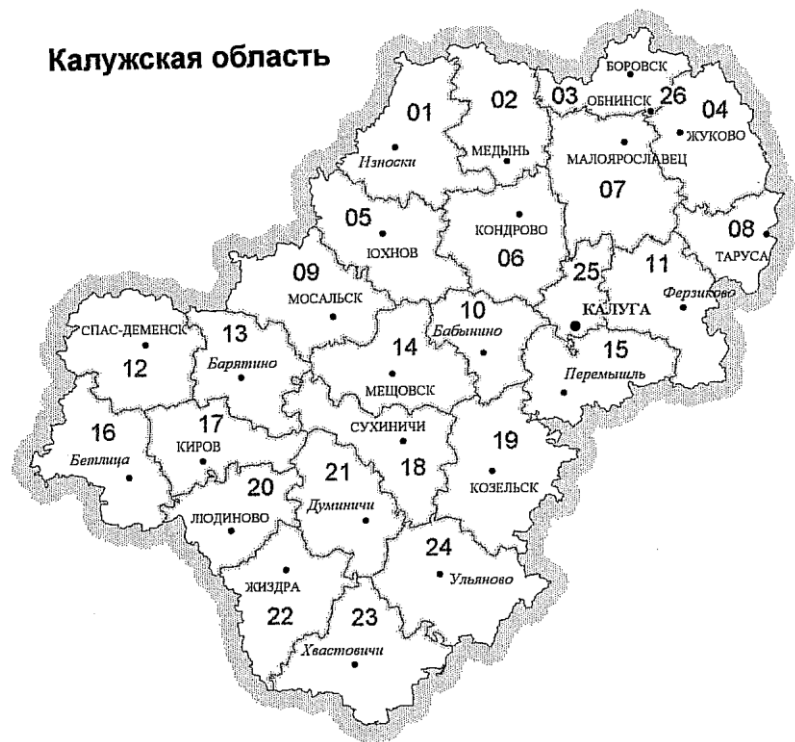 Калужская область
БОРОВСК
01
02
03
ОБНИНСК
26
04
Износки
МЕДЫНЬ
МАЛОЯРОСЛАВЕЦ
ЖУКОВО
07
05
ЮХНОВ
КОНДРОВО
06
08
ТАРУСА
09
МОСАЛЬСК
25
КАЛУГА
11
Ферзиково
10
Бабынино
СПАС-ДЕМЕНСК
12
13
Барятино
14
МЕЩОВСК
15
Перемышль
16
Бетлица
17
КИРОВ
СУХИНИЧИ
18
19
КОЗЕЛЬСК
20
ЛЮДИНОВО
21
Думиничи
24
Ульяново
ЖИЗДРА
22
23
Хвастовичи